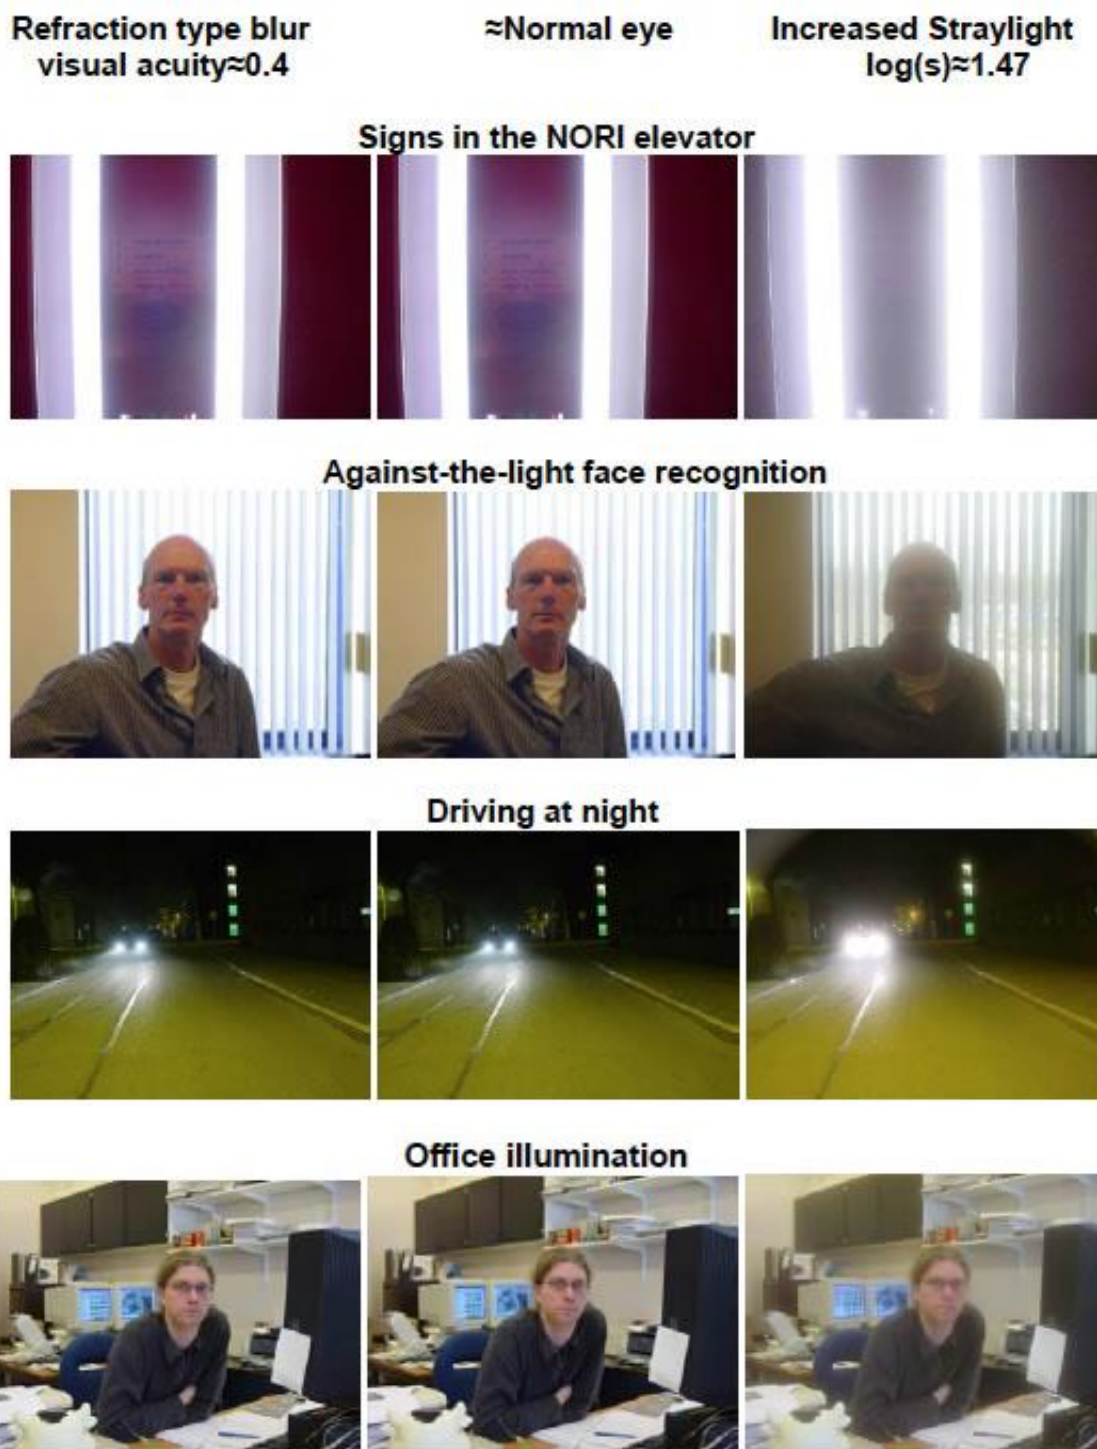 Refraction type blur
visual acuity≈0.4
≈Normal eye
Increased Straylight
log(s)≈1.47
Signs in the NORI elevator
Against-the-light face recognition
Driving at night
Office illumination